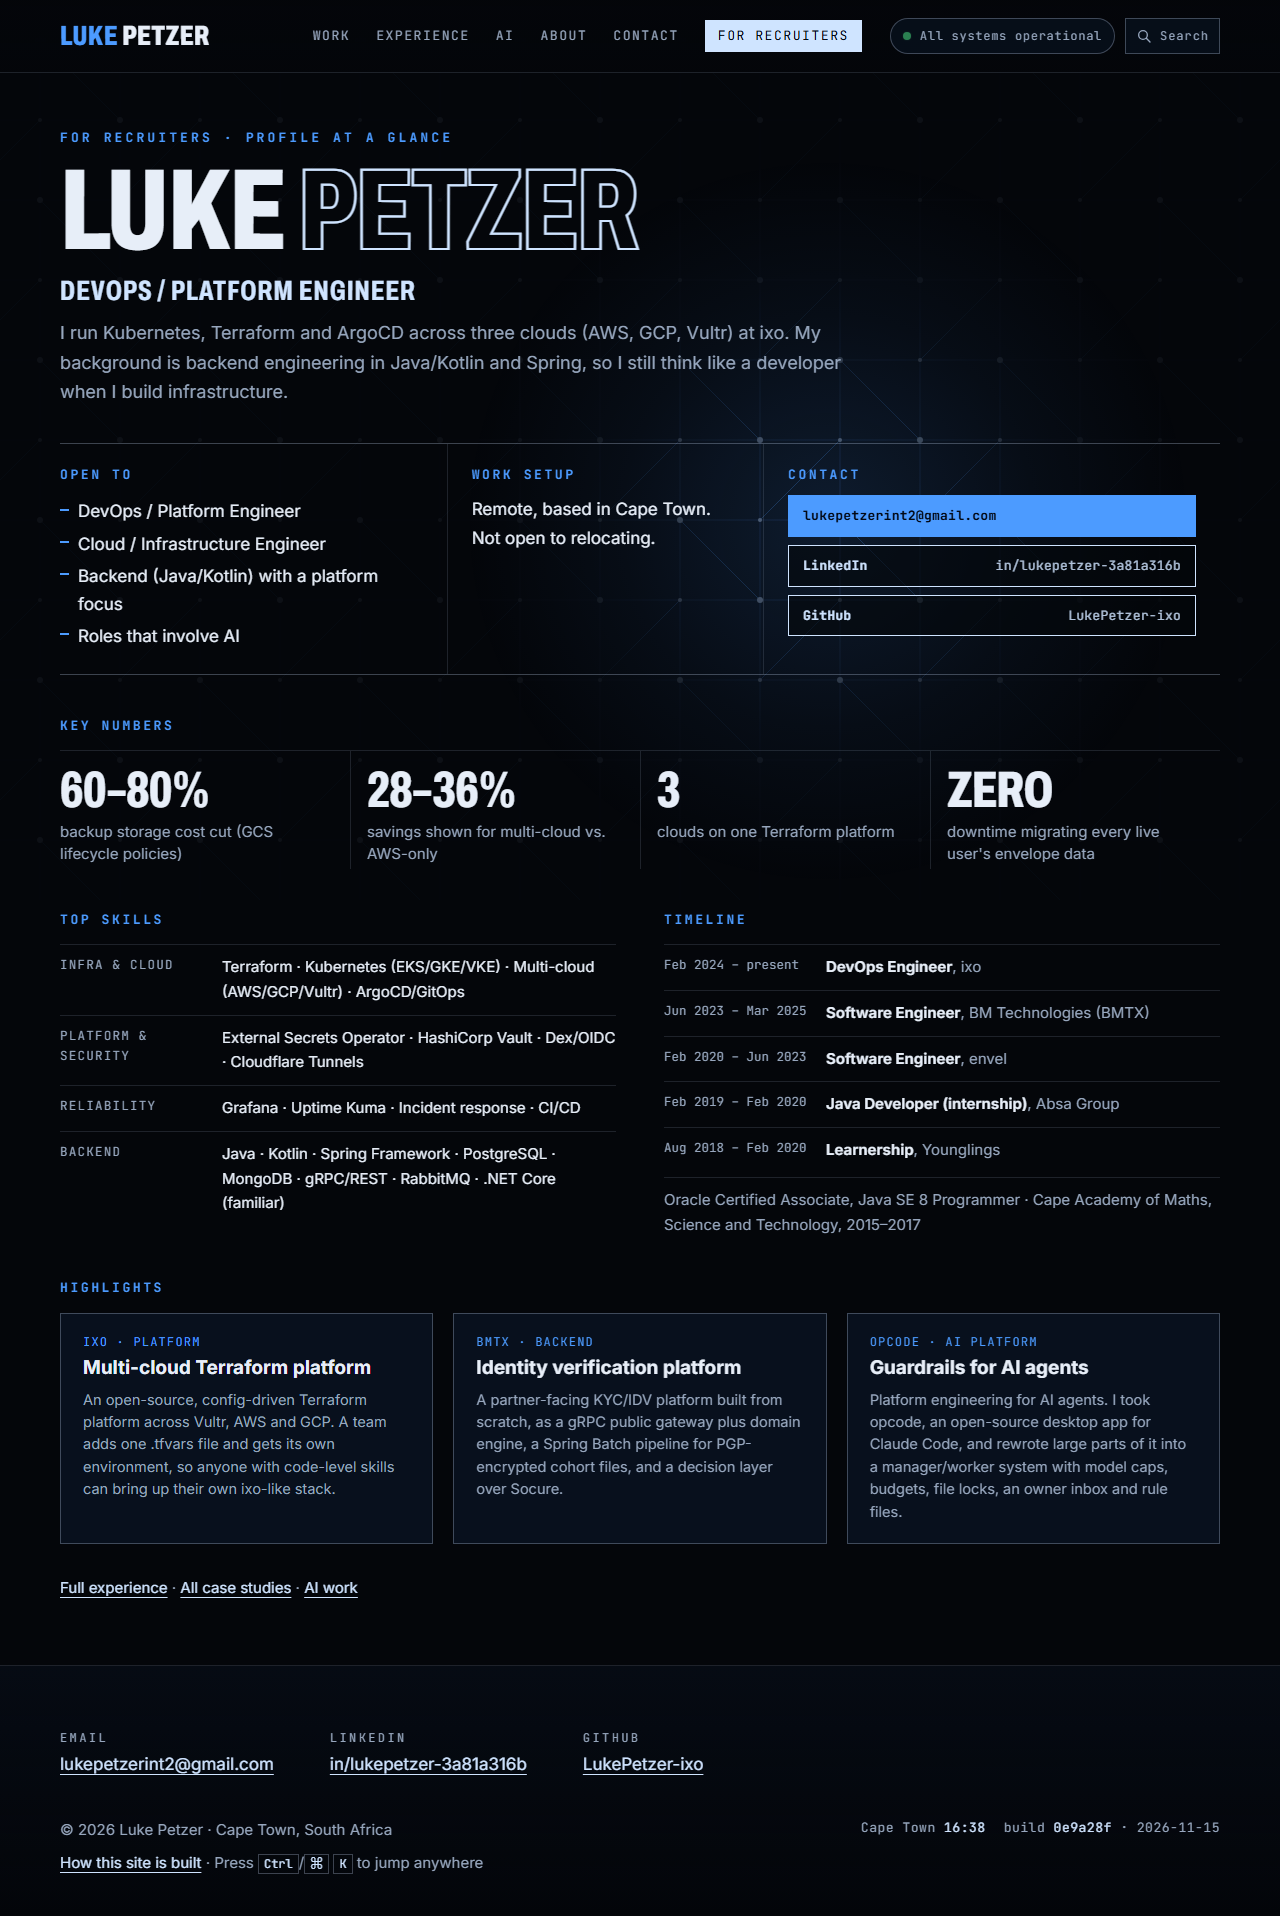 LUKE PETZER
WORK
EXPERIENCE
AI
ABOUT
CONTACT
FOR RECRUITERS
All systems operational
Search
FOR RECRUITERS · PROFILE AT A GLANCE
LUKE PETZER
DEVOPS / PLATFORM ENGINEER
I run Kubernetes, Terraform and ArgoCD across three clouds (AWS, GCP, Vultr) at ixo. My
background is backend engineering in Java/Kotlin and Spring, so I still think like a developer
when I build infrastructure.
OPEN TO
DevOps / Platform Engineer
Cloud / Infrastructure Engineer
Backend (Java/Kotlin) with a platform
focus
Roles that involve AI
WORK SETUP
Remote, based in Cape Town.
Not open to relocating.
CONTACT
lukepetzerint2@gmail.com
LinkedIn in/lukepetzer-3a81a316b
GitHub LukePetzer-ixo
KEY NUMBERS
60–80%
backup storage cost cut (GCS
lifecycle policies)
28–36%
savings shown for multi-cloud vs.
AWS-only
3
clouds on one Terraform platform
ZERO
downtime migrating every live
user's envelope data
TOP SKILLS
INFRA & CLOUD
Terraform · Kubernetes (EKS/GKE/VKE) · Multi-cloud
(AWS/GCP/Vultr) · ArgoCD/GitOps
PLATFORM &
SECURITY
External Secrets Operator · HashiCorp Vault · Dex/OIDC
· Cloudflare Tunnels
RELIABILITY
Grafana · Uptime Kuma · Incident response · CI/CD
BACKEND
Java · Kotlin · Spring Framework · PostgreSQL ·
MongoDB · gRPC/REST · RabbitMQ · .NET Core
(familiar)
TIMELINE
Feb 2024 – present DevOps Engineer, ixo
Jun 2023 – Mar 2025 Software Engineer, BM Technologies (BMTX)
Feb 2020 – Jun 2023 Software Engineer, envel
Feb 2019 – Feb 2020 Java Developer (internship), Absa Group
Aug 2018 – Feb 2020 Learnership, Younglings
Oracle Certified Associate, Java SE 8 Programmer · Cape Academy of Maths,
Science and Technology, 2015–2017
HIGHLIGHTS
IXO · PLATFORM
Multi-cloud Terraform platform
An open-source, config-driven Terraform
platform across Vultr, AWS and GCP. A team
adds one .tfvars file and gets its own
environment, so anyone with code-level skills
can bring up their own ixo-like stack.
BMTX · BACKEND
Identity verification platform
A partner-facing KYC/IDV platform built from
scratch, as a gRPC public gateway plus domain
engine, a Spring Batch pipeline for PGP-
encrypted cohort files, and a decision layer
over Socure.
OPCODE · AI PLATFORM
Guardrails for AI agents
Platform engineering for AI agents. I took
opcode, an open-source desktop app for
Claude Code, and rewrote large parts of it into
a manager/worker system with model caps,
budgets, file locks, an owner inbox and rule
files.
Full experience · All case studies · AI work
EMAIL
lukepetzerint2@gmail.com
LINKEDIN
in/lukepetzer-3a81a316b
GITHUB
LukePetzer-ixo
© 2026 Luke Petzer · Cape Town, South Africa
Cape Town 16:38 build 0e9a28f · 2026-11-15
How this site is built · Press Ctrl/⌘ K to jump anywhere